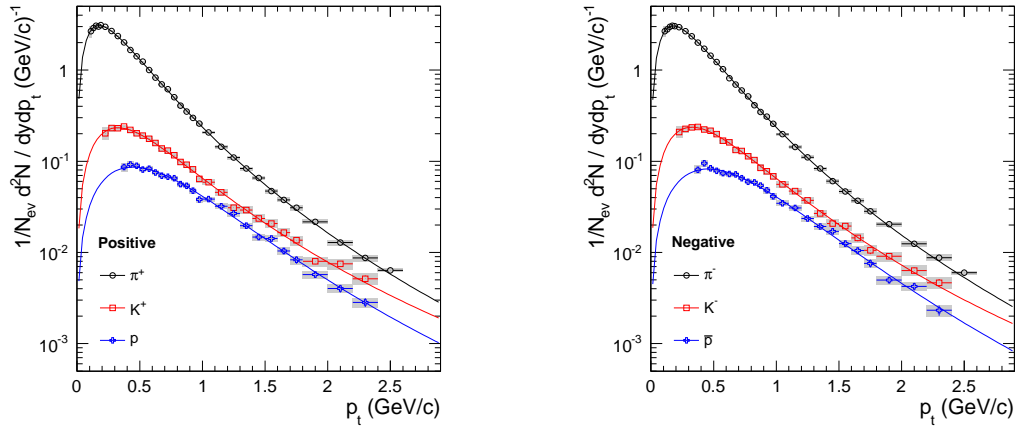 1/N_ev d²N / dydp_t (GeV/c)⁻¹
1
10⁻¹
10⁻²
10⁻³
Positive
π⁺
K⁺
p
0 0.5 1 1.5 2 2.5
p_t (GeV/c)
1/N_ev d²N / dydp_t (GeV/c)⁻¹
1
10⁻¹
10⁻²
10⁻³
Negative
π⁻
K⁻
p̅
0 0.5 1 1.5 2 2.5
p_t (GeV/c)